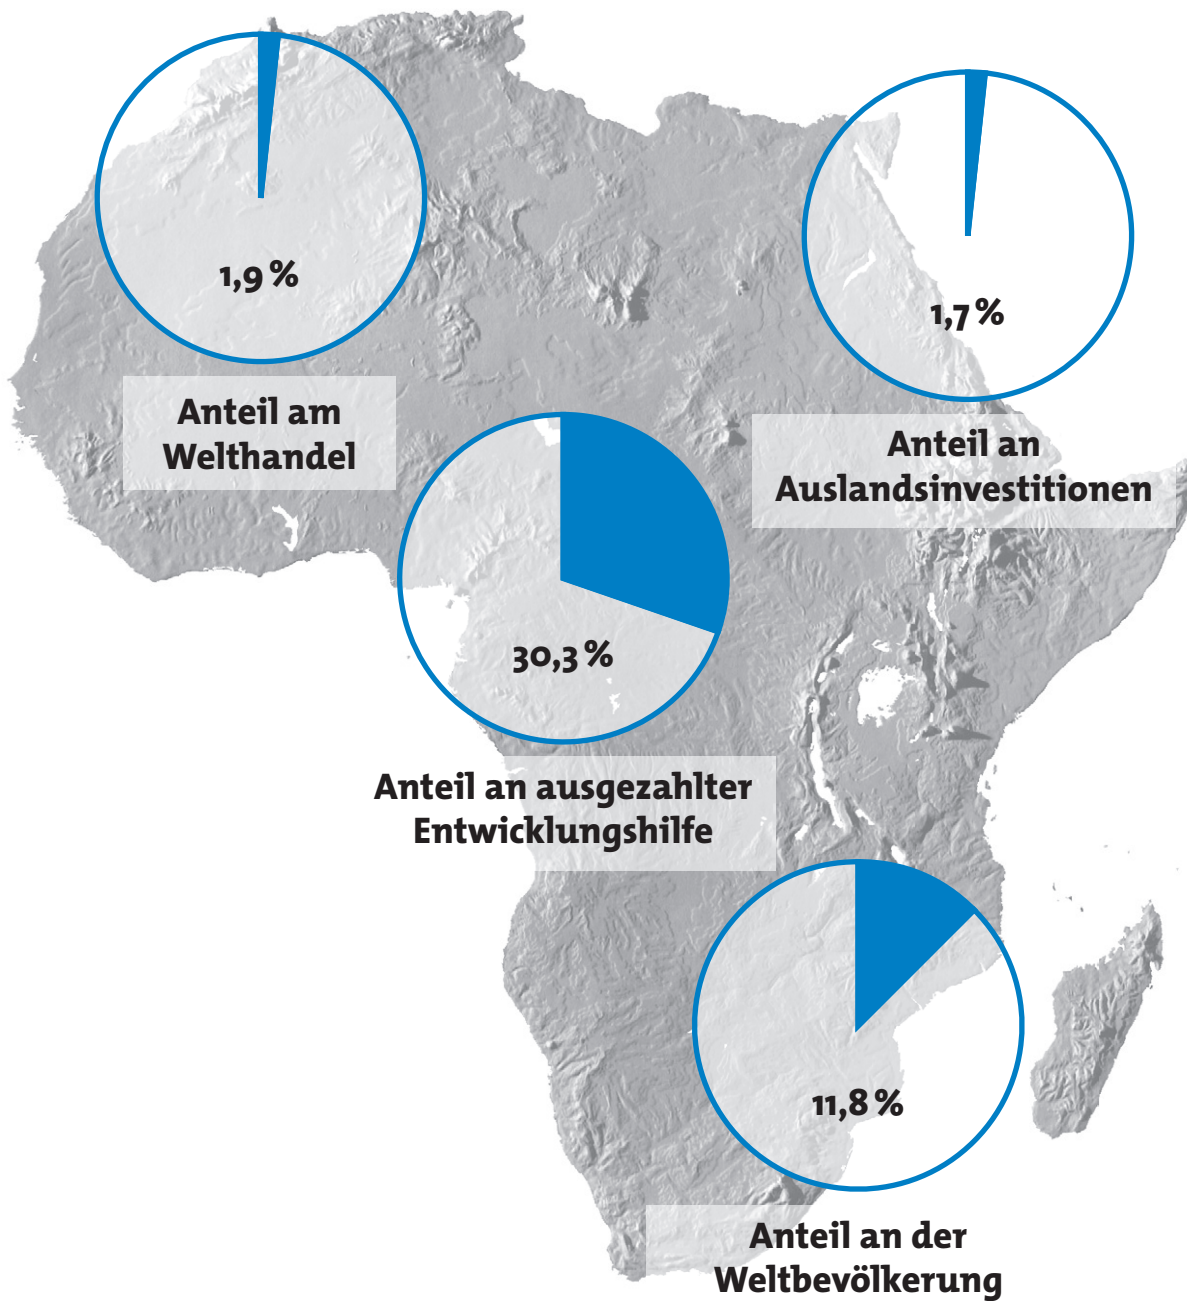 1,9 %
Anteil am
Welthandel
1,7 %
Anteil an
Auslandsinvestitionen
30,3 %
Anteil an ausgezahlter
Entwicklungshilfe
11,8 %
Anteil an der
Weltbevölkerung